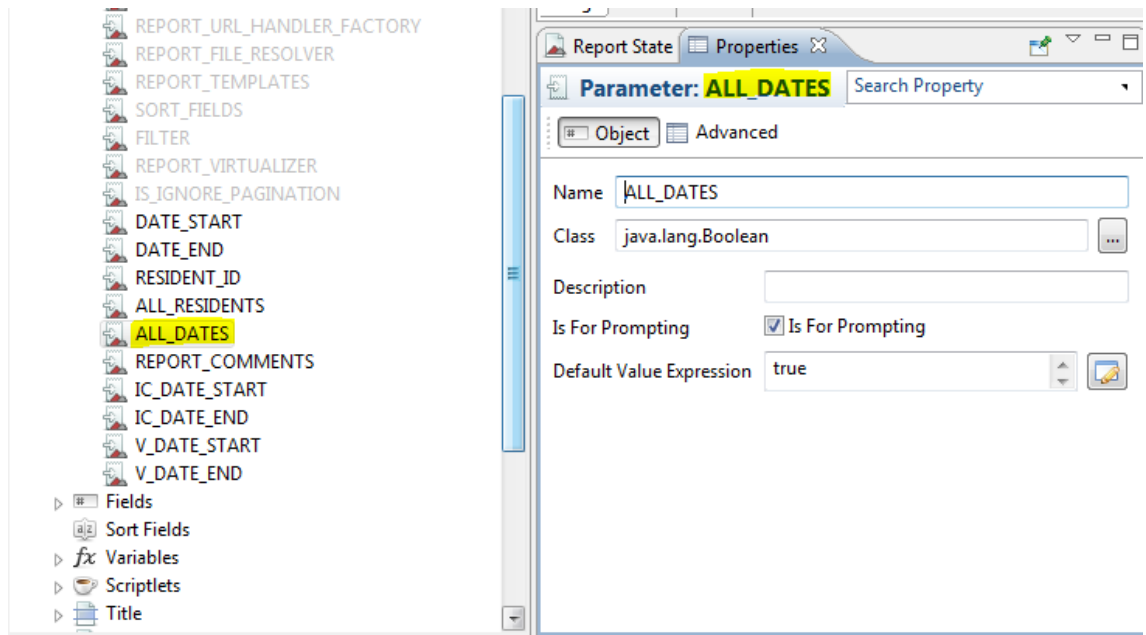 REPORT_URL_HANDLER_FACTORY
REPORT_FILE_RESOLVER
REPORT_TEMPLATES
SORT_FIELDS
FILTER
REPORT_VIRTUALIZER
IS_IGNORE_PAGINATION
DATE_START
DATE_END
RESIDENT_ID
ALL_RESIDENTS
ALL_DATES
REPORT_COMMENTS
IC_DATE_START
IC_DATE_END
V_DATE_START
V_DATE_END
Fields
Sort Fields
fx Variables
Scriptlets
Title
Report State Properties
Parameter: ALL_DATES Search Property
Object Advanced
Name ALL_DATES
Class java.lang.Boolean ...
Description
Is For Prompting Is For Prompting
Default Value Expression true